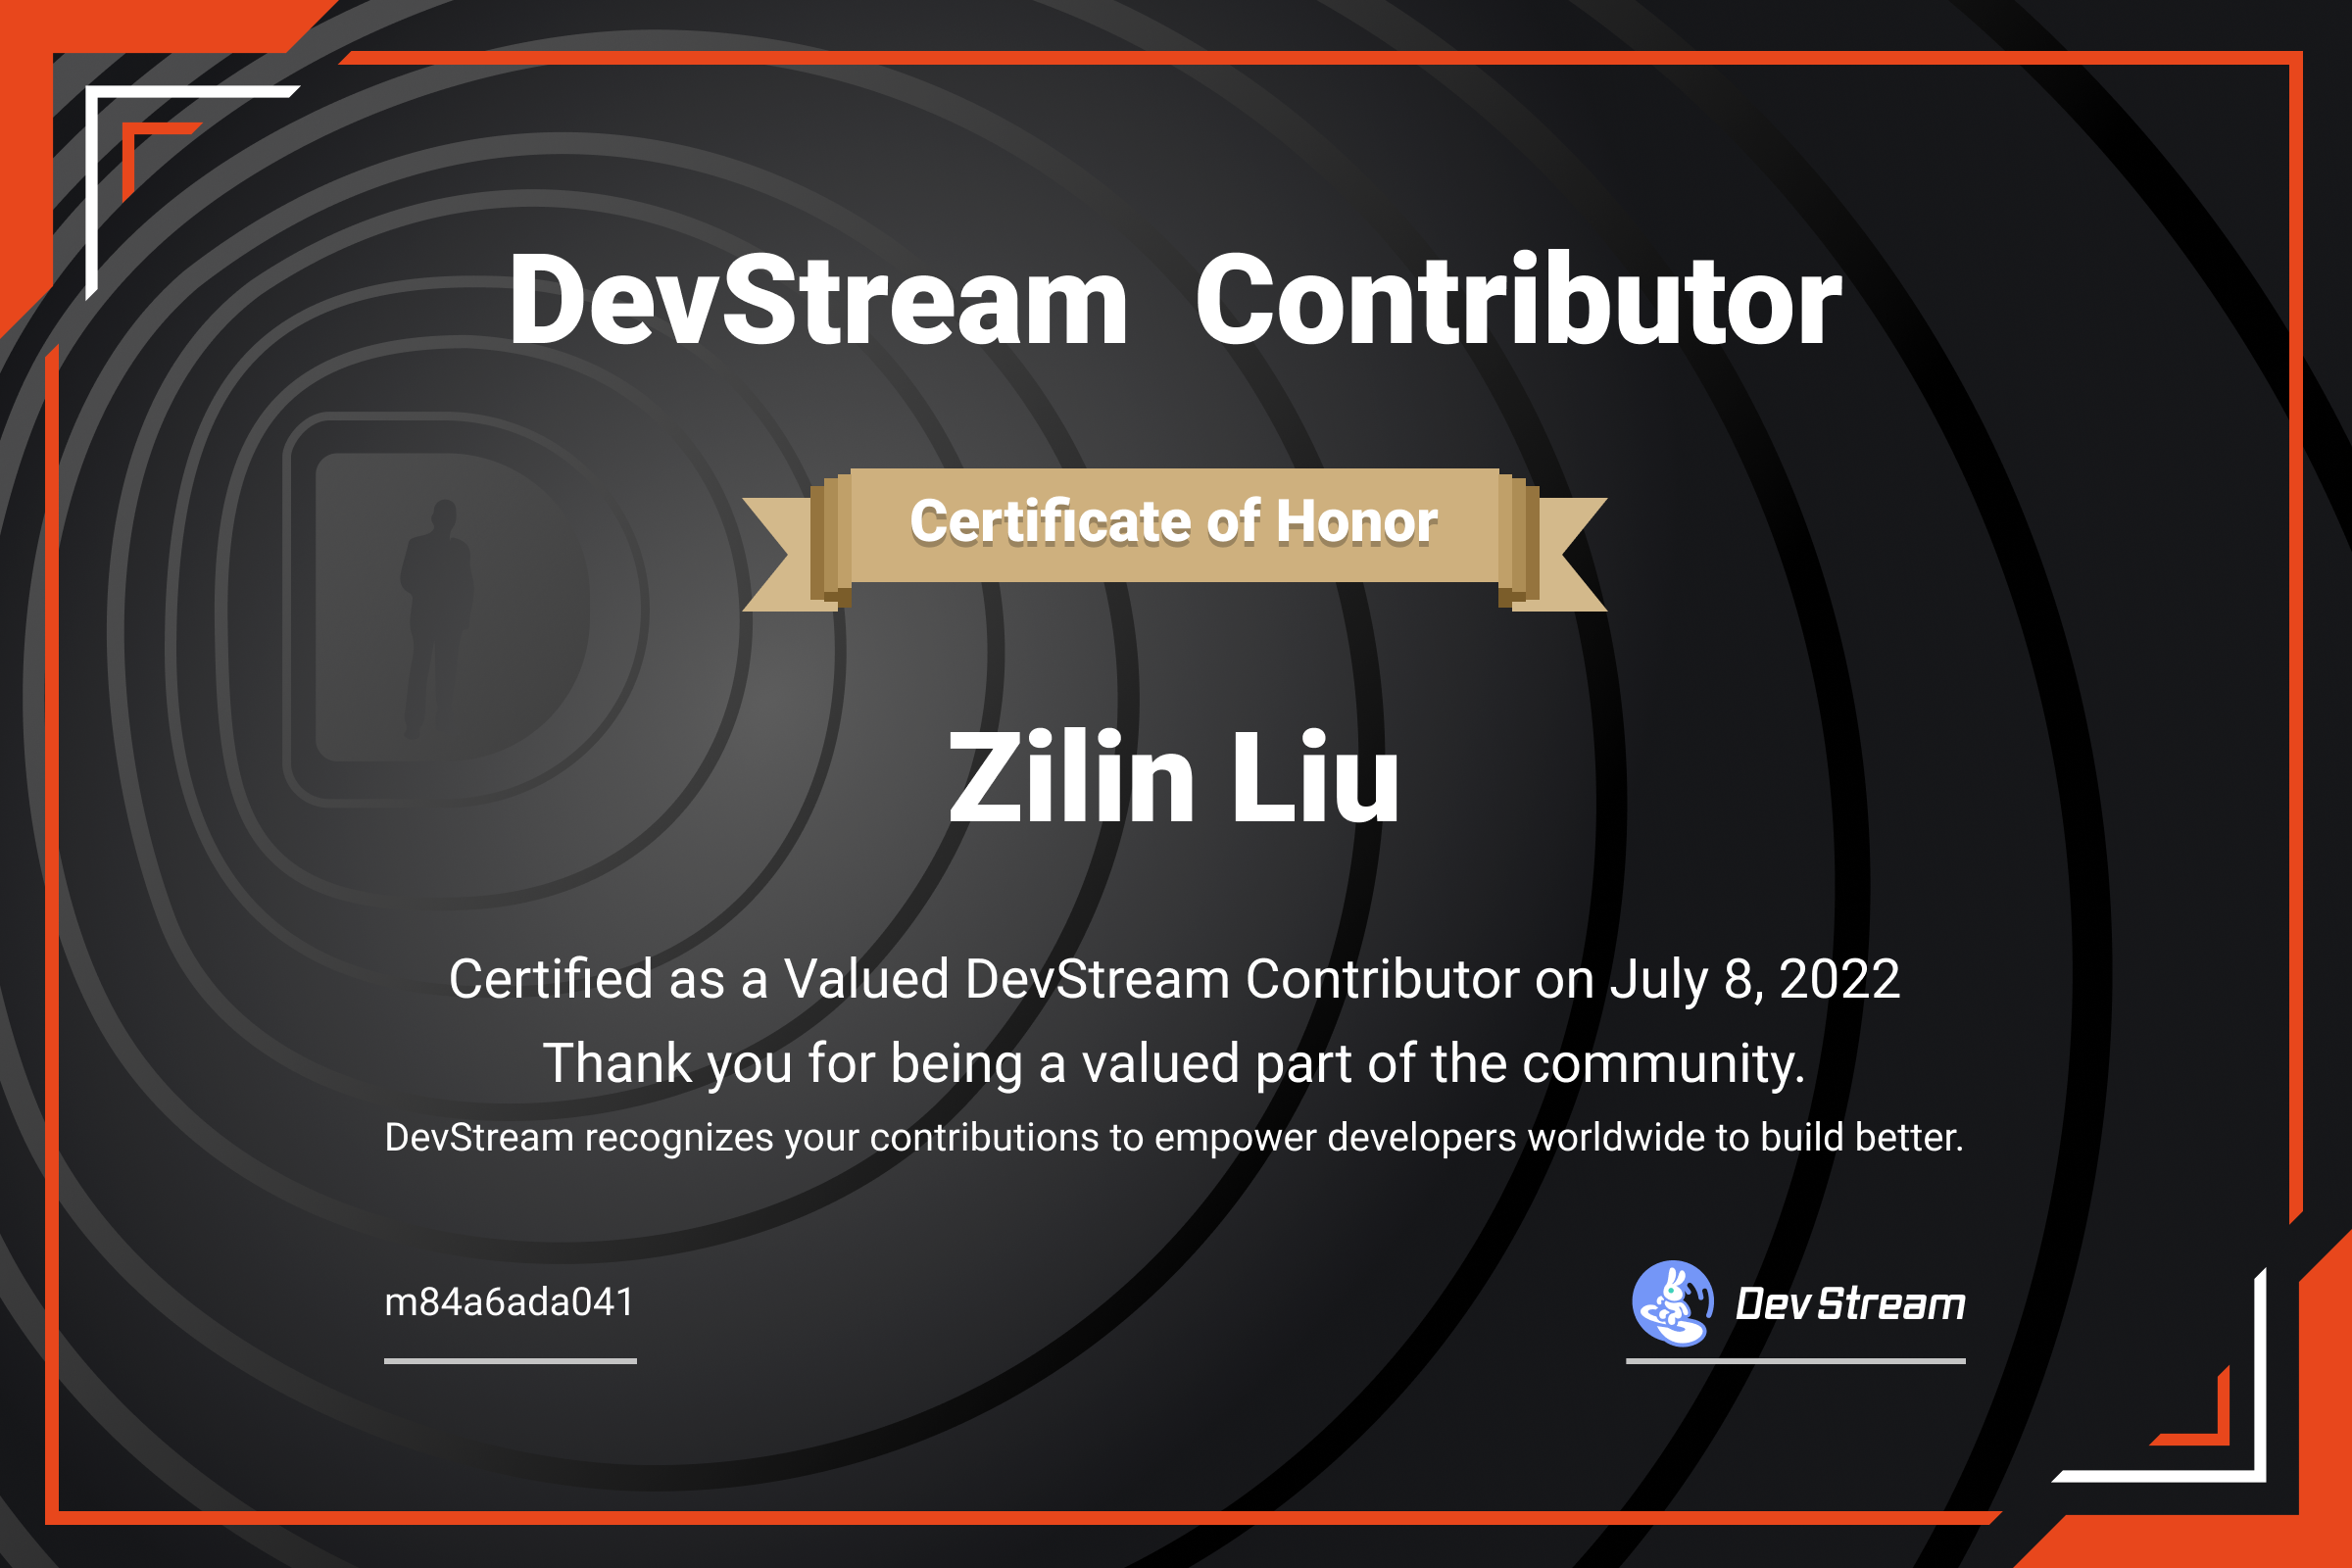 DevStream Contributor
Certificate of Honor
Zilin Liu
Certified as a Valued DevStream Contributor on July 8, 2022
Thank you for being a valued part of the community.
DevStream recognizes your contributions to empower developers worldwide to build better.
m84a6ada041
DevStream